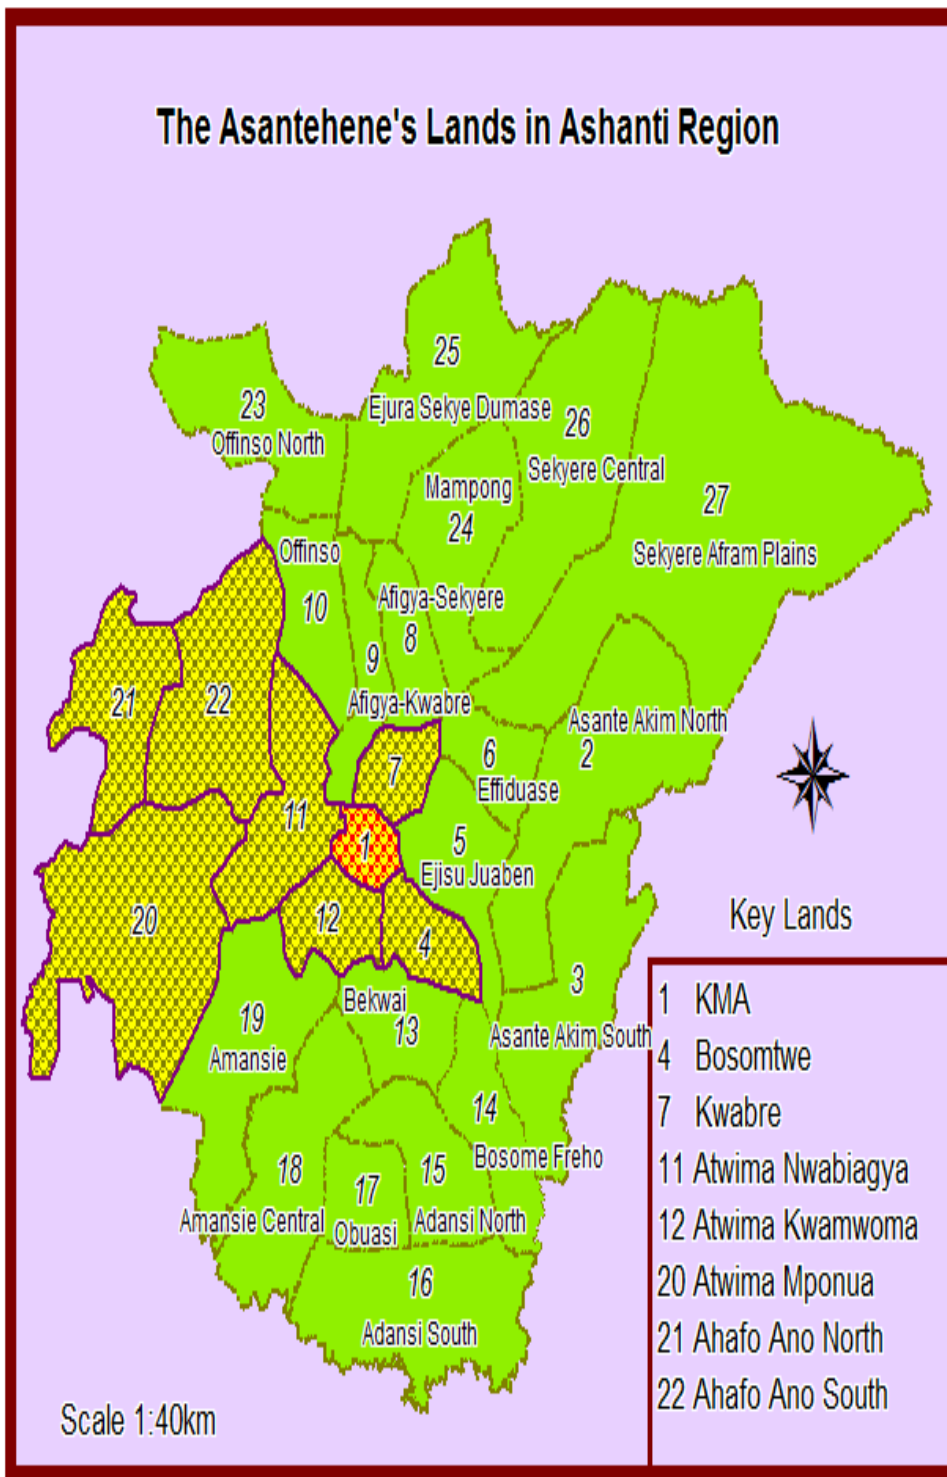 The Asantehene's Lands in Ashanti Region
25
Ejura Sekye Dumase
23
Offinso North
26
Sekyere Central
Mampong
24
27
Sekyere Afram Plains
Offinso
10
Afigya-Sekyere
8
9
Afigya-Kwabre
21
22
Asante Akim North
2
6
Effiduase
7
11
1
5
Ejisu Juaben
20
12
4
Key Lands
3
Asante Akim South
19
Amansie
Bekwai
13
14
Bosome Freho
18
Amansie Central
17
Obuasi
15
Adansi North
16
Adansi South
1 KMA
4 Bosomtwe
7 Kwabre
11 Atwima Nwabiagya
12 Atwima Kwamwoma
20 Atwima Mponua
21 Ahafo Ano North
22 Ahafo Ano South
Scale 1:40km